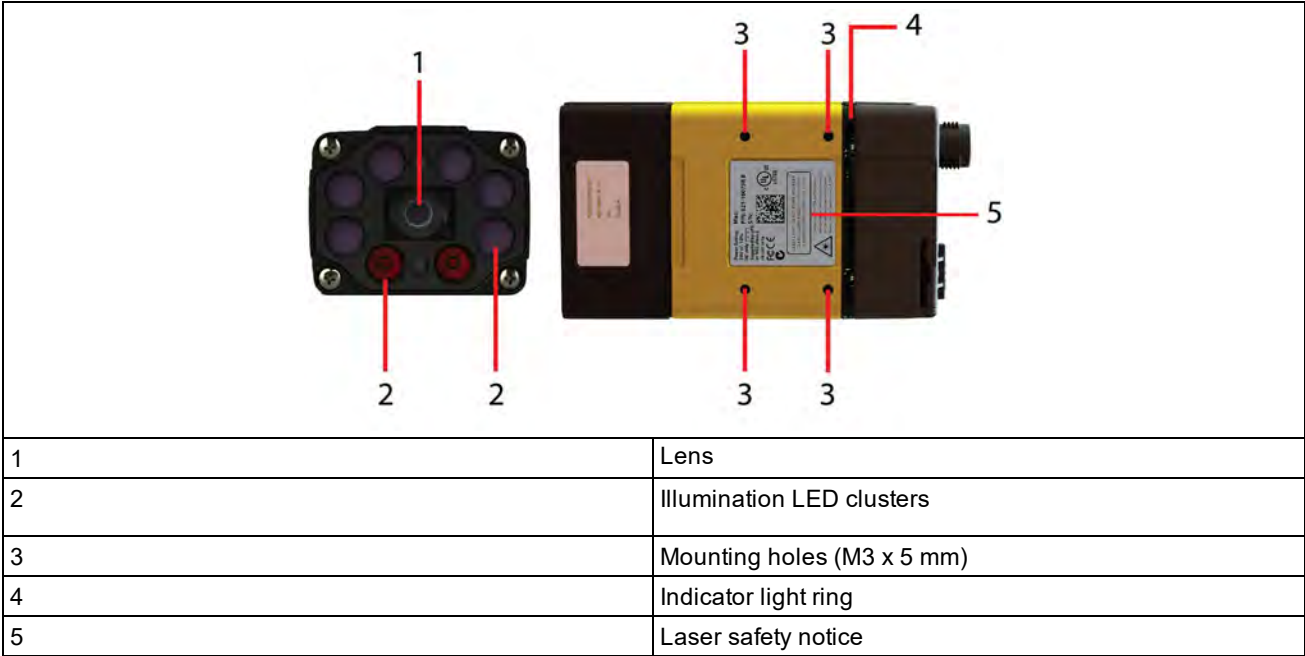 3 3 4
1
5
2 2 3 3
1 Lens
2 Illumination LED clusters
3 Mounting holes (M3 x 5 mm)
4 Indicator light ring
5 Laser safety notice